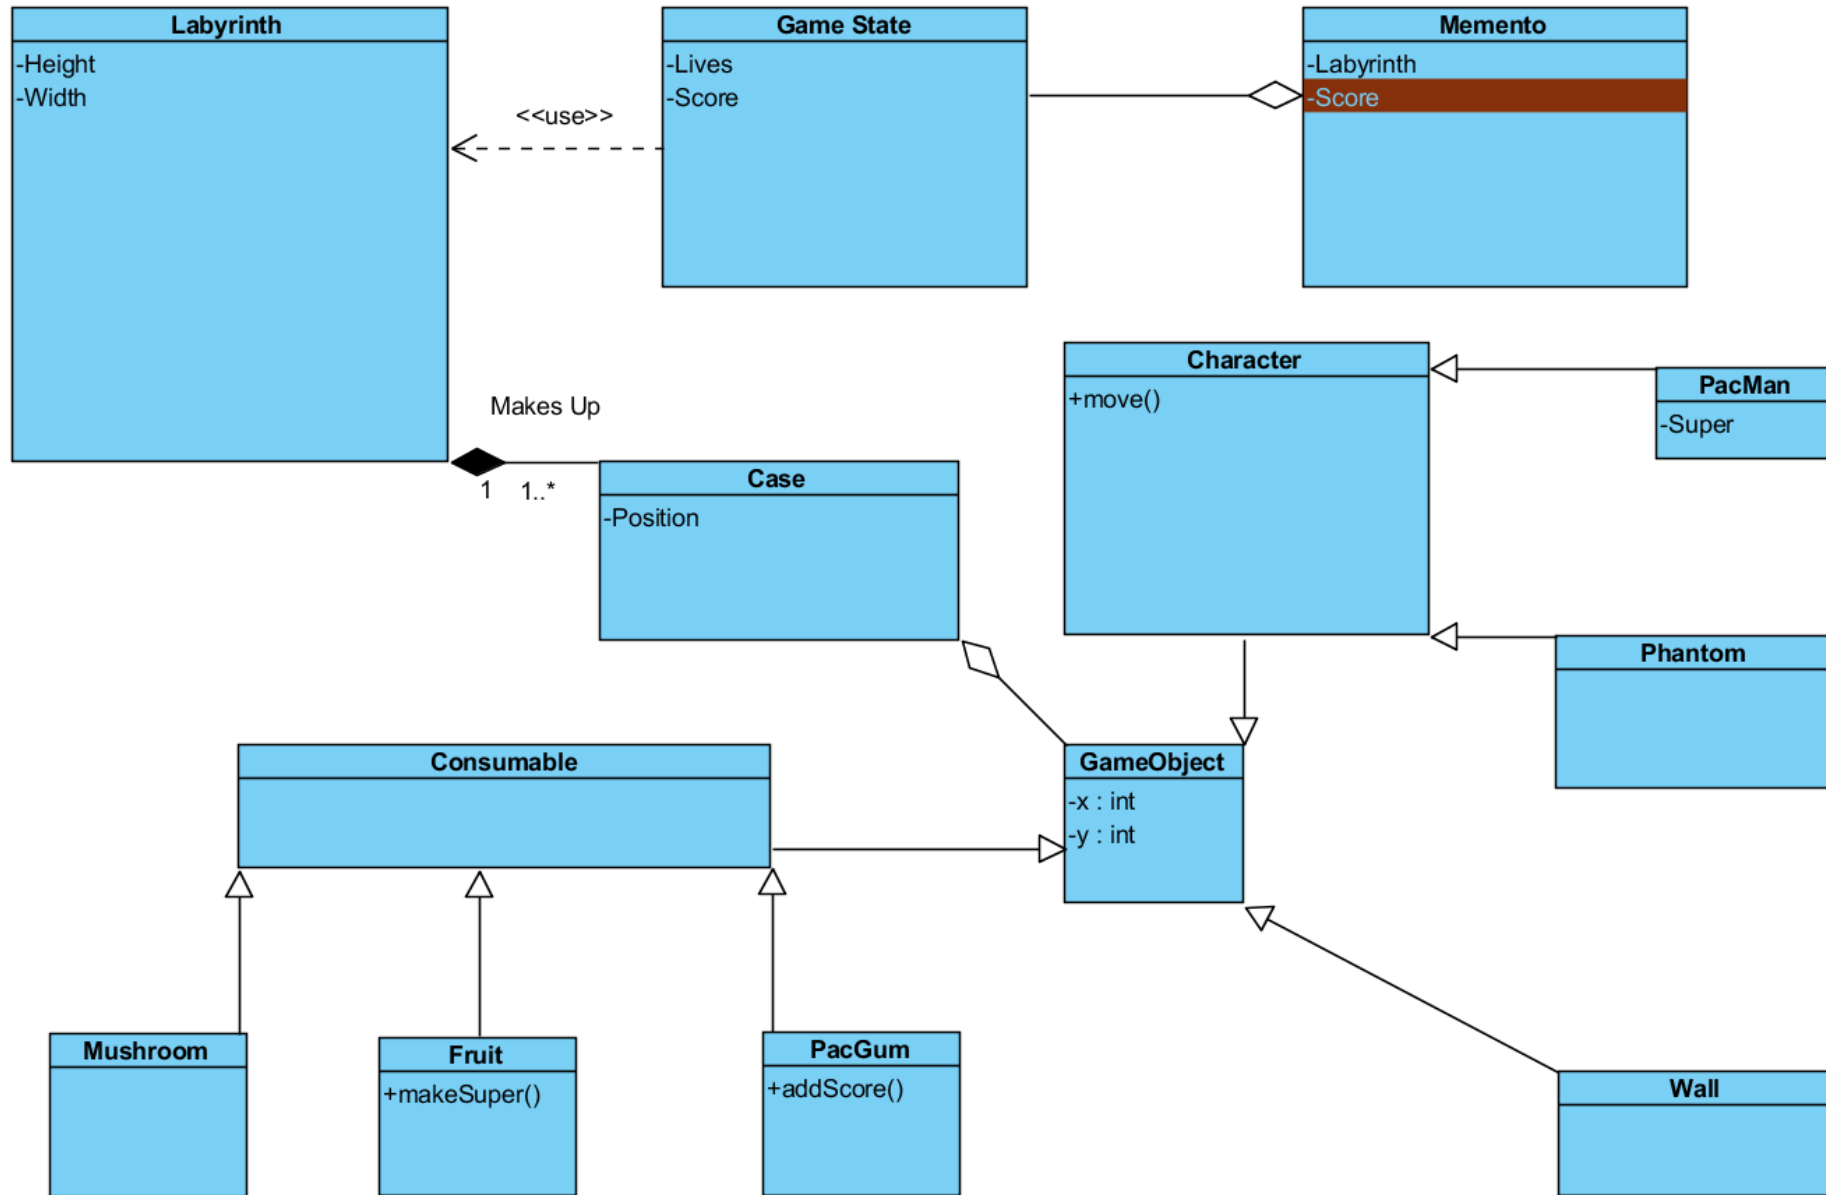 Labyrinth
-Height
-Width
<<use>>
Game State
-Lives
-Score
Memento
-Labyrinth
-Score
Character
+move()
PacMan
-Super
Makes Up
1
1..*
Case
-Position
Phantom
Consumable
GameObject
-x : int
-y : int
Mushroom
Fruit
+makeSuper()
PacGum
+addScore()
Wall